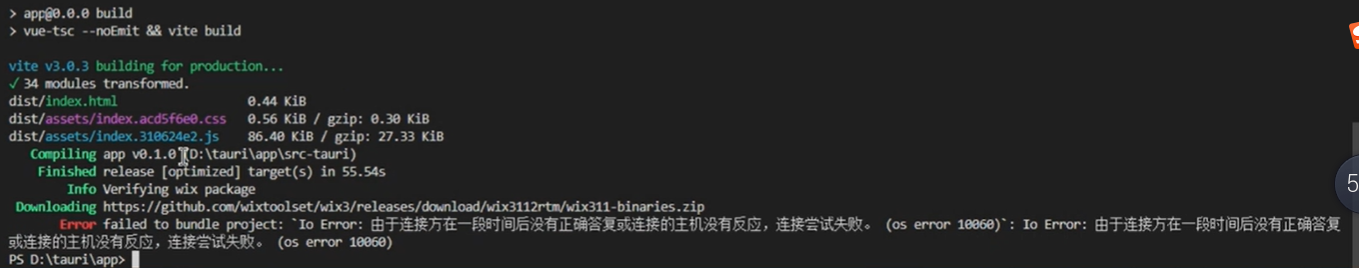 > app@0.0.0 build
> vue-tsc --noEmit && vite build
vite v3.0.3 building for production...
✓ 34 modules transformed.
dist/index.html 0.44 KiB
dist/assets/index.acd5f6e0.css 0.56 KiB / gzip: 0.30 KiB
dist/assets/index.310624e2.js 86.40 KiB / gzip: 27.33 KiB
Compiling app v0.1.0 (D:\tauri\app\src-tauri)
Finished release [optimized] target(s) in 55.54s
Info Verifying wix package
Downloading https://github.com/wixtoolset/wix3/releases/download/wix3112rtm/wix311-binaries.zip
Error failed to bundle project: `Io Error: 由于连接方在一段时间后没有正确答复或连接的主机没有反应，连接尝试失败。 (os error 10060)`: Io Error: 由于连接方在一段时间后没有正确答复
或连接的主机没有反应，连接尝试失败。 (os error 10060)
PS D:\tauri\app>
5